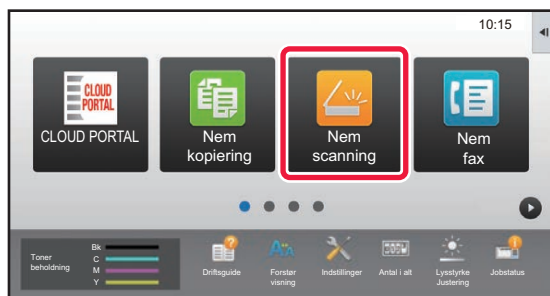 10:15
CLOUD
PORTAL
CLOUD PORTAL
Nem
kopiering
Nem
scanning
Nem
fax
Toner
beholdning
Bk
C
M
Y
Driftsguide
Forstør
visning
Indstillinger
Antal i alt
Lysstyrke
Justering
Jobstatus